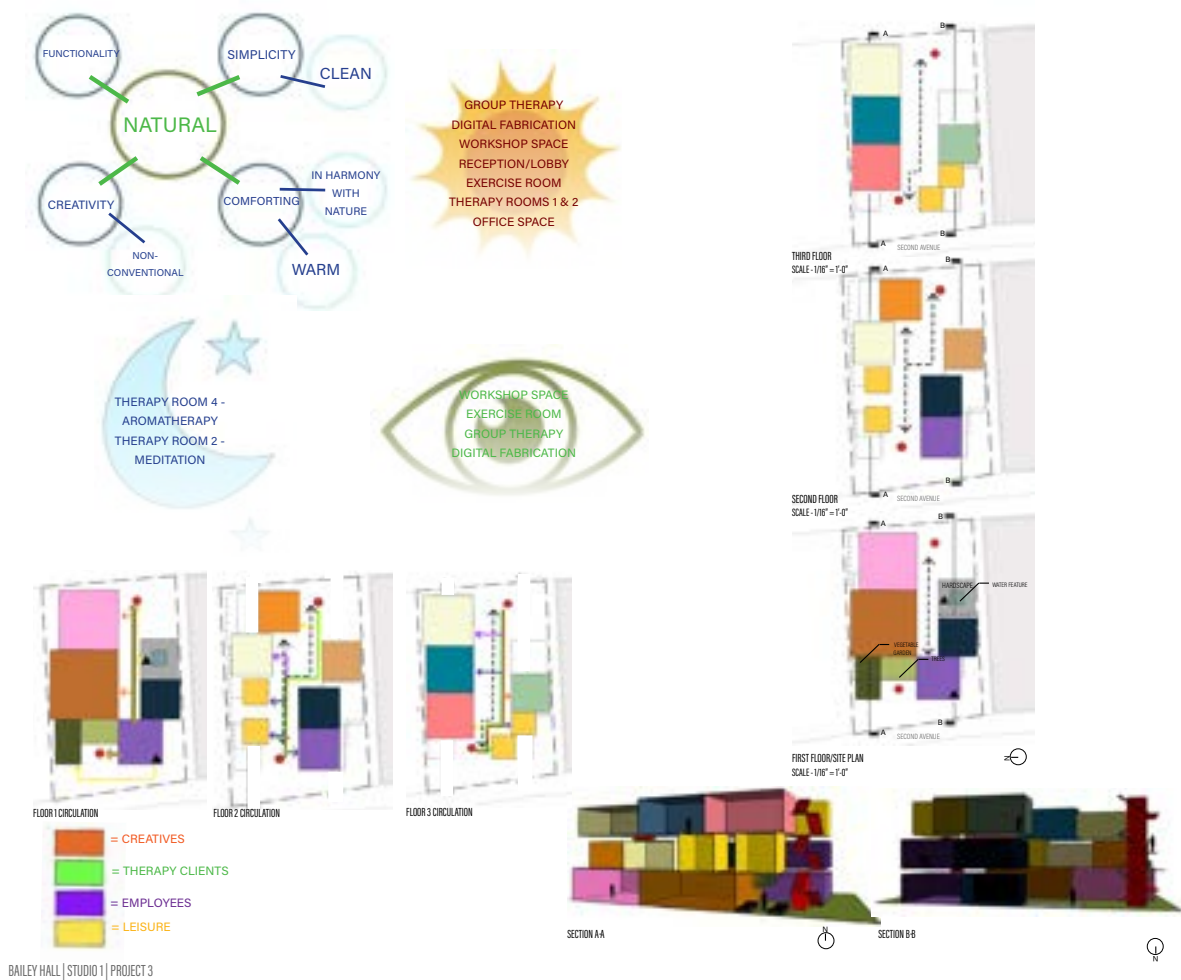 FUNCTIONALITY
SIMPLICITY
CLEAN
NATURAL
CREATIVITY
COMFORTING
IN HARMONY
WITH
NATURE
NON-
CONVENTIONAL
WARM
GROUP THERAPY
DIGITAL FABRICATION
WORKSHOP SPACE
RECEPTION/LOBBY
EXERCISE ROOM
THERAPY ROOMS 1 & 2
OFFICE SPACE
THERAPY ROOM 4 -
AROMATHERAPY
THERAPY ROOM 2 -
MEDITATION
WORKSHOP SPACE
EXERCISE ROOM
GROUP THERAPY
DIGITAL FABRICATION
B
A
A
B
SECOND AVENUE
THIRD FLOOR
SCALE - 1/16" = 1'-0"
B
A
A
B
SECOND AVENUE
SECOND FLOOR
SCALE - 1/16" = 1'-0"
B
A
HARDSCAPE
WATER FEATURE
VEGETABLE
GARDEN
TREES
B
A
SECOND AVENUE
FIRST FLOOR/SITE PLAN
SCALE - 1/16" = 1'-0"
N
FLOOR 1 CIRCULATION
FLOOR 2 CIRCULATION
FLOOR 3 CIRCULATION
= CREATIVES
= THERAPY CLIENTS
= EMPLOYEES
= LEISURE
SECTION A-A
N
SECTION B-B
N
BAILEY HALL | STUDIO 1 | PROJECT 3